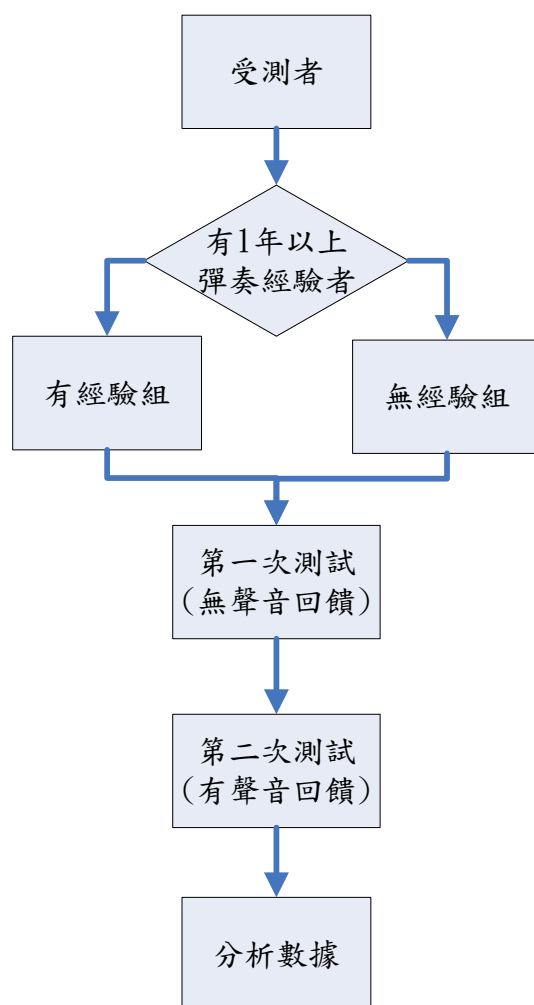 受測者
有1年以上
彈奏經驗者
有經驗組
無經驗組
第一次測試
(無聲音回饋)
第二次測試
(有聲音回饋)
分析數據